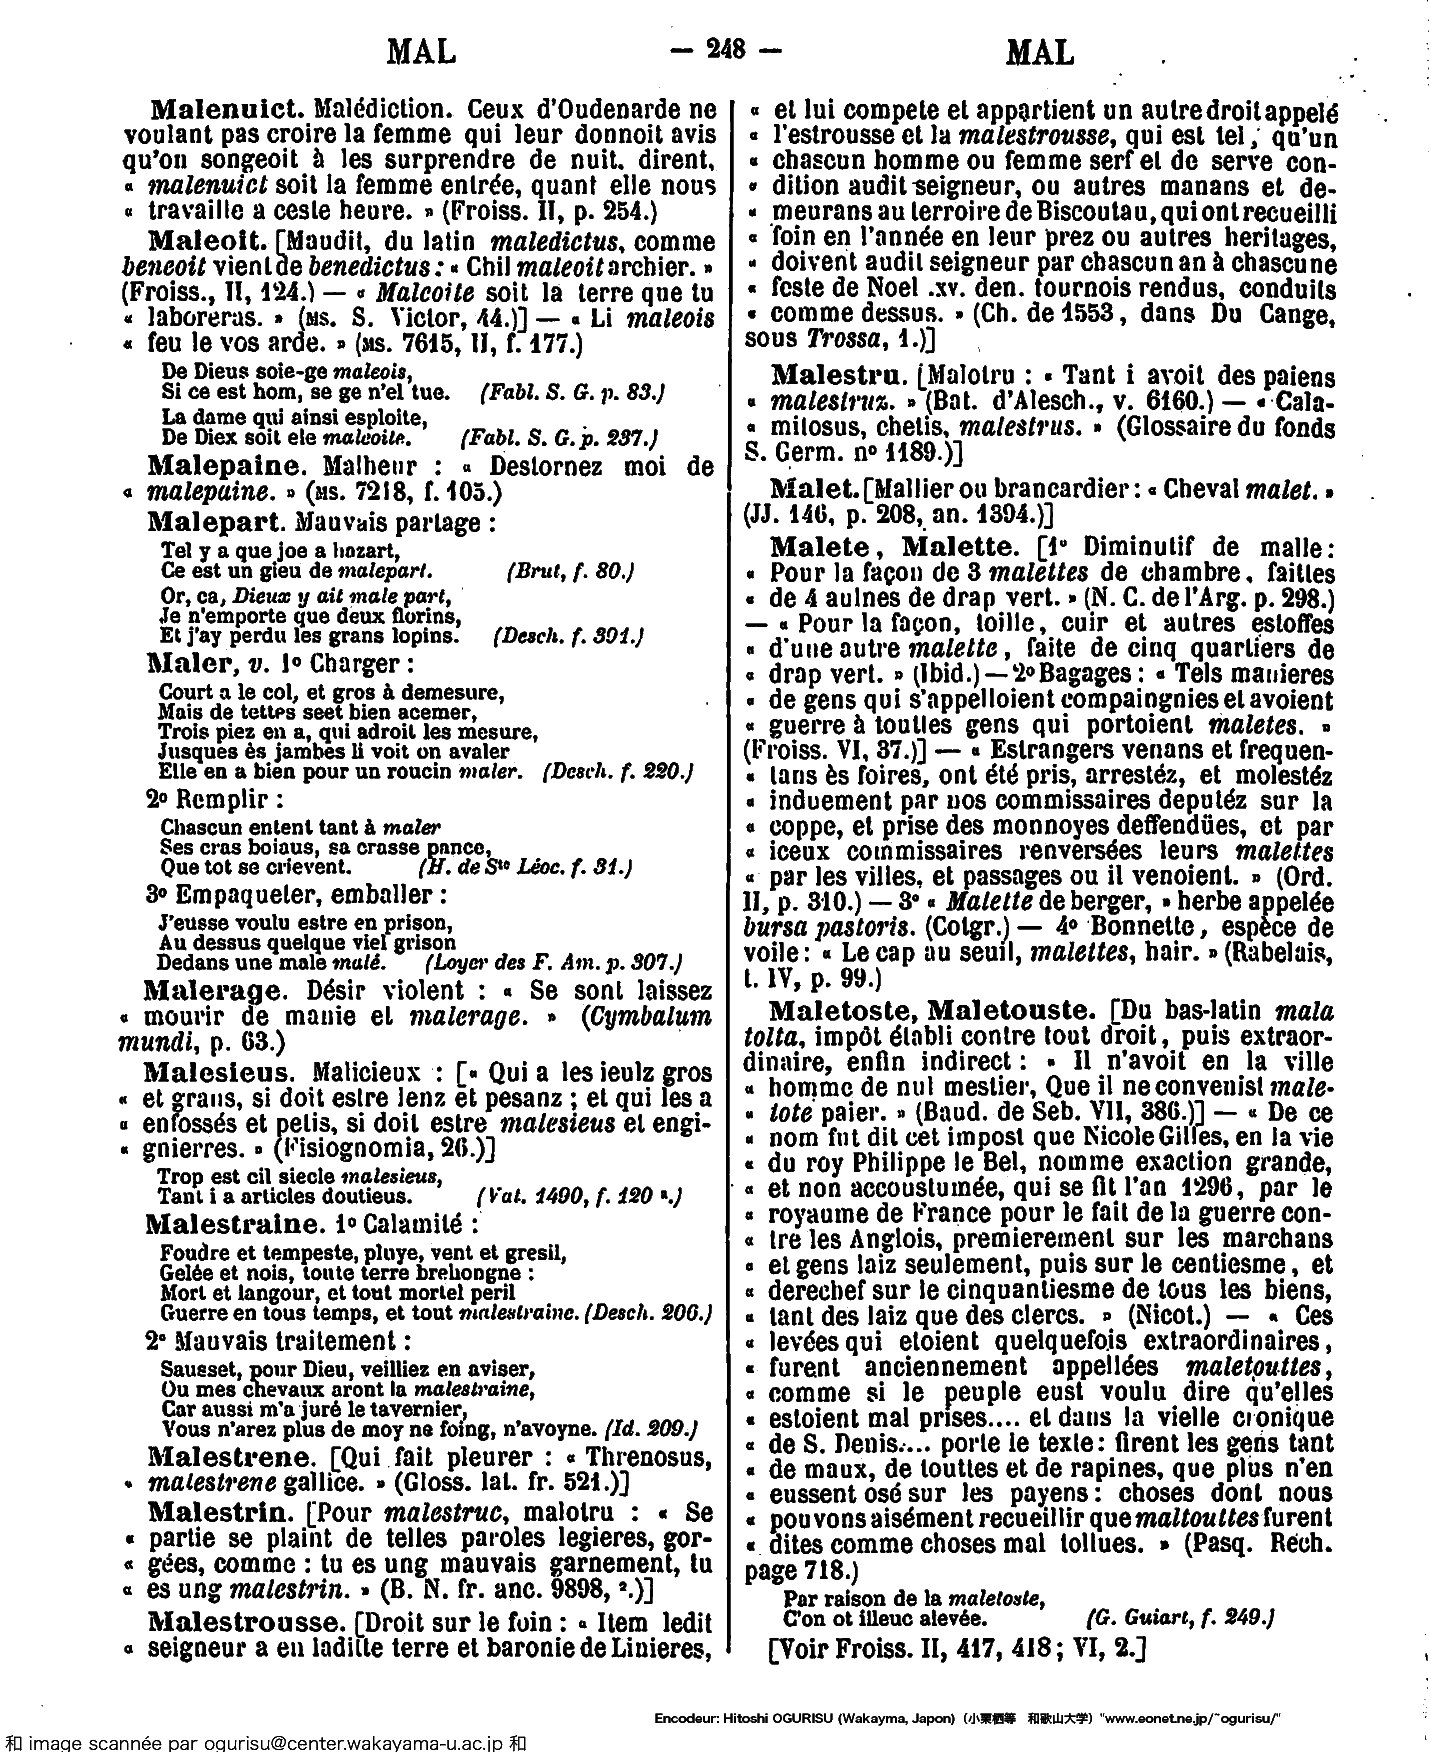 MAL — 248 — MAL
Malenuict. Malédiction. Ceux d'Oudenarde ne
voulant pas croire la femme qui leur donnoit avis
qu'on songeoit à les surprendre de nuit, dirent,
« malenuict soit la femme entrée, quant elle nous
« travaille a ceste heure. » (Froiss. II, p. 254.)
Maleoit. [Maudit, du latin maledictus, comme
beneoit vient de benedictus : « Chil maleoit archier. »
(Froiss., II, 124.) — « Malcoite soit la terre que tu
« laboreras. » (MS. S. Victor, 44.)] — « Li maleois
« feu le vos arde. » (MS. 7615, II, f. 177.)
De Dieus soie-ge maleois,
Si ce est hom, se ge n'el tue. (Fabl. S. G. p. 83.)
La dame qui ainsi esploite,
De Diex soit ele maleoite. (Fabl. S. G. p. 237.)
Malepaine. Malheur : « Destornez moi de
« malepaine. » (MS. 7218, f. 105.)
Malepart. Mauvais partage :
Tel y a que joe a hazart,
Ce est un gieu de malepart. (Brut, f. 80.)
Or, ca, Dieux y ait male part,
Je n'emporte que deux florins,
Et j'ay perdu les grans lopins. (Desch. f. 391.)
Maler, v. 1º Charger :
Court a le col, et gros à demesure,
Mais de tettes seet bien acemer,
Trois piez en a, qui adroit les mesure,
Jusques ès jambes li voit on avaler
Elle en a bien pour un roucin maler. (Desch. f. 220.)
2º Remplir :
Chascun entent tant à maler
Ses cras boiaus, sa crasse pance,
Que tot se crievent. (H. de Ste Léoc. f. 31.)
3º Empaqueter, emballer :
J'eusse voulu estre en prison,
Au dessus quelque viel grison
Dedans une male malé. (Loyer des F. Am. p. 307.)
Malerage. Désir violent : « Se sont laissez
« mourir de manie et malerage. » (Cymbalum
mundi, p. 63.)
Malesieus. Malicieux : [« Qui a les ieulz gros
« et grans, si doit estre lenz et pesanz ; et qui les a
« enfossés et petis, si doit estre malesieus et engi-
« gnierres. » (Fisiognomia, 26.)]
Trop est cil siecle malesieus,
Tant i a articles doutieus. (Vat. 1490, f. 120 a.)
Malestraine. 1º Calamité :
Foudre et tempeste, pluye, vent et gresil,
Gelée et nois, toute terre brehongne :
Mort et langour, et tout mortel peril
Guerre en tous temps, et tout malestraine. (Desch. 206.)
2º Mauvais traitement :
Sausset, pour Dieu, veilliez en aviser,
Ou mes chevaux aront la malestraine,
Car aussi m'a juré le tavernier,
Vous n'arez plus de moy ne foing, n'avoyne. (Id. 209.)
Malestrene. [Qui fait pleurer : « Threnosus,
« malestrene gallice. » (Gloss. lat. fr. 521.)]
Malestrin. [Pour malestruc, malotru : « Se
« partie se plaint de telles paroles legieres, gor-
« gées, comme : tu es ung mauvais garnement, tu
« es ung malestrin. » (B. N. fr. anc. 9898, 2.)]
Malestrousse. [Droit sur le foin : « Item ledit
« seigneur a en laditte terre et baronie de Linieres,
« et lui compete et appartient un autre droit appelé
« l'estrousse et la malestrousse, qui est tel, qu'un
« chascun homme ou femme serf et de serve con-
« dition audit seigneur, ou autres manans et de-
« meurans au terroire de Biscoutau, qui ont recueilli
« foin en l'année en leur prez ou autres heritages,
« doivent audit seigneur par chascun an à chascune
« feste de Noel .xv. den. tournois rendus, conduits
« comme dessus. » (Ch. de 1553, dans Du Cange,
sous Trossa, 1.)]
Malestru. [Malotru : « Tant i avoit des paiens
« malestruz. » (Bat. d'Alesch., v. 6160.) — « Cala-
« mitosus, chetis, malestrus. » (Glossaire du fonds
S. Germ. nº 1189.)]
Malet. [Mallier ou brancardier : « Cheval malet. »
(JJ. 146, p. 208, an. 1394.)]
Malete, Malette. [1º Diminutif de malle :
« Pour la façon de 3 malettes de chambre, faittes
« de 4 aulnes de drap vert. » (N. C. de l'Arg. p. 298.)
— « Pour la façon, toille, cuir et autres estoffes
« d'une autre malette, faite de cinq quartiers de
« drap vert. » (Ibid.) — 2º Bagages : « Tels manieres
« de gens qui s'appelloient compaingnies et avoient
« guerre à touttes gens qui portoient maletes. »
(Froiss. VI, 37.)] — « Estrangers venans et frequen-
« tans ès foires, ont été pris, arrestéz, et molestéz
« induement par nos commissaires deputéz sur la
« coppe, et prise des monnoyes deffendües, et par
« iceux commissaires renversées leurs malettes
« par les villes, et passages ou il venoient. » (Ord.
II, p. 310.) — 3º « Malette de berger, » herbe appelée
bursa pastoris. (Cotgr.) — 4º Bonnette, espèce de
voile : « Le cap au seuil, malettes, hair. » (Rabelais,
t. IV, p. 99.)
Maletoste, Maletouste. [Du bas-latin mala
tolta, impôt établi contre tout droit, puis extraor-
dinaire, enfin indirect : « Il n'avoit en la ville
« homme de nul mestier, Que il ne convenist male-
« tote paier. » (Baud. de Seb. VII, 386.)] — « De ce
« nom fut dit cet impost que Nicole Gilles, en la vie
« du roy Philippe le Bel, nomme exaction grande,
« et non accoustumée, qui se fit l'an 1296, par le
« royaume de France pour le fait de la guerre con-
« tre les Anglois, premierement sur les marchans
« et gens laiz seulement, puis sur le centiesme, et
« derechef sur le cinquantiesme de tous les biens,
« tant des laiz que des clercs. » (Nicot.) — « Ces
« levées qui etoient quelquefois extraordinaires,
« furent anciennement appellées maletouttes,
« comme si le peuple eust voulu dire qu'elles
« estoient mal prises.... et dans la vielle cronique
« de S. Denis.... porte le texte : firent les gens tant
« de maux, de touttes et de rapines, que plus n'en
« eussent osé sur les payens : choses dont nous
« pouvons aisément recueillir que maltouttes furent
« dites comme choses mal tollues. » (Pasq. Rech.
page 718.)
Par raison de la maletoste,
C'on ot illeuc alevée. (G. Guiart, f. 249.)
[Voir Froiss. II, 417, 418 ; VI, 2.]
Encodeur: Hitoshi OGURISU (Wakayma, Japon) (小栗栖等 和歌山大学) "www.eonet.ne.jp/~ogurisu/"
和 image scannée par ogurisu@center.wakayama-u.ac.jp 和